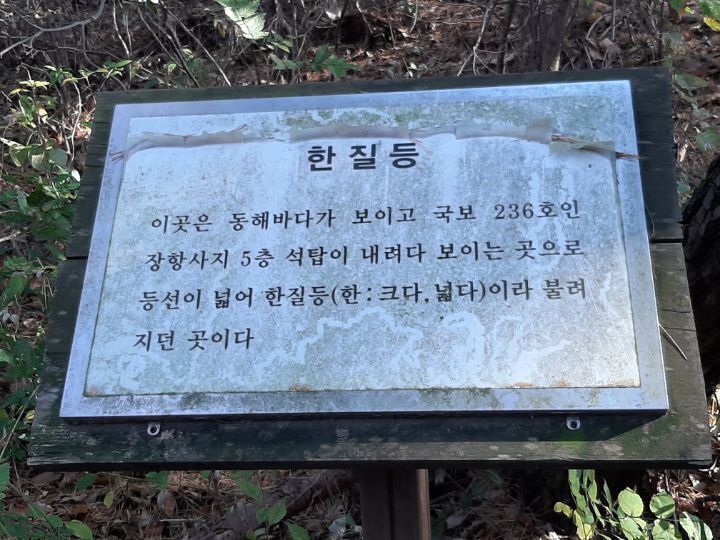 한질등
이곳은 동해바다가 보이고 국보 236호인
장항사지 5층 석탑이 내려다 보이는 곳으로
등선이 넓어 한질등(한:크다,넓다)이라 불려
지던 곳이다